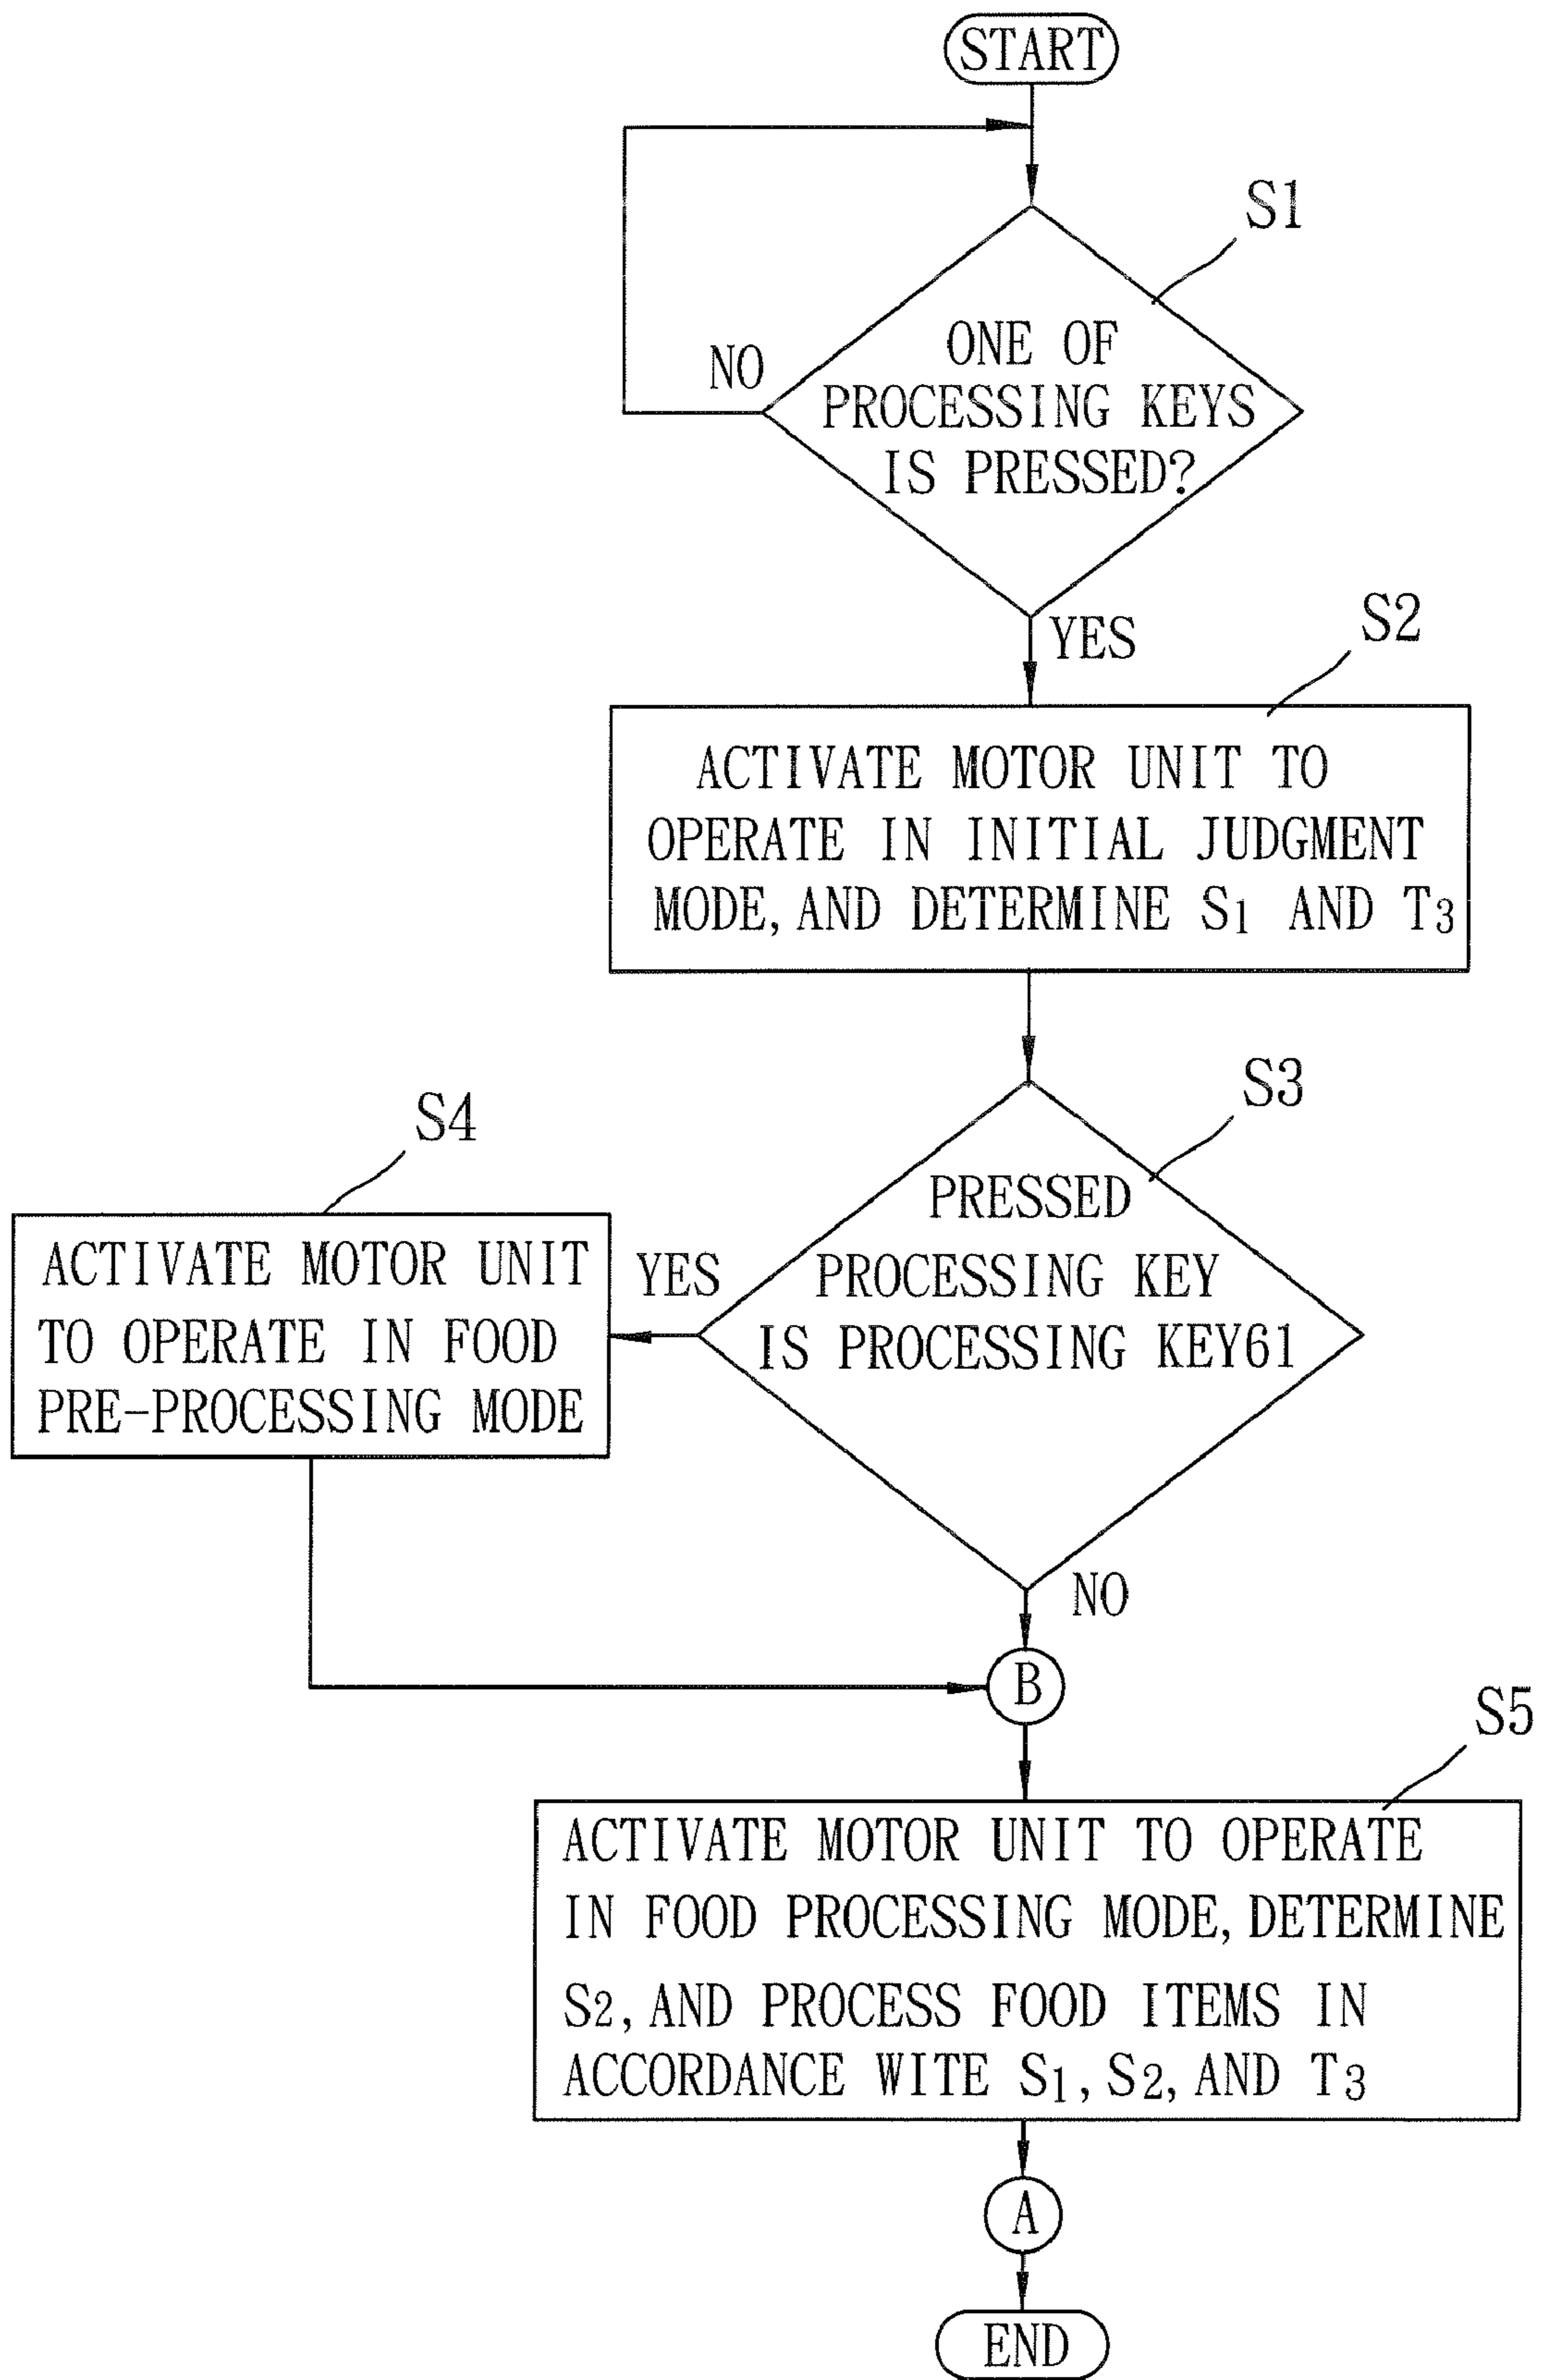 START
S1
ONE OF
PROCESSING KEYS
IS PRESSED?
NO
YES
S2
ACTIVATE MOTOR UNIT TO
OPERATE IN INITIAL JUDGMENT
MODE, AND DETERMINE S1 AND T3
S3
PRESSED
PROCESSING KEY
IS PROCESSING KEY61
YES
S4
ACTIVATE MOTOR UNIT
TO OPERATE IN FOOD
PRE-PROCESSING MODE
NO
B
S5
ACTIVATE MOTOR UNIT TO OPERATE
IN FOOD PROCESSING MODE, DETERMINE
S2, AND PROCESS FOOD ITEMS IN
ACCORDANCE WITE S1, S2, AND T3
A
END